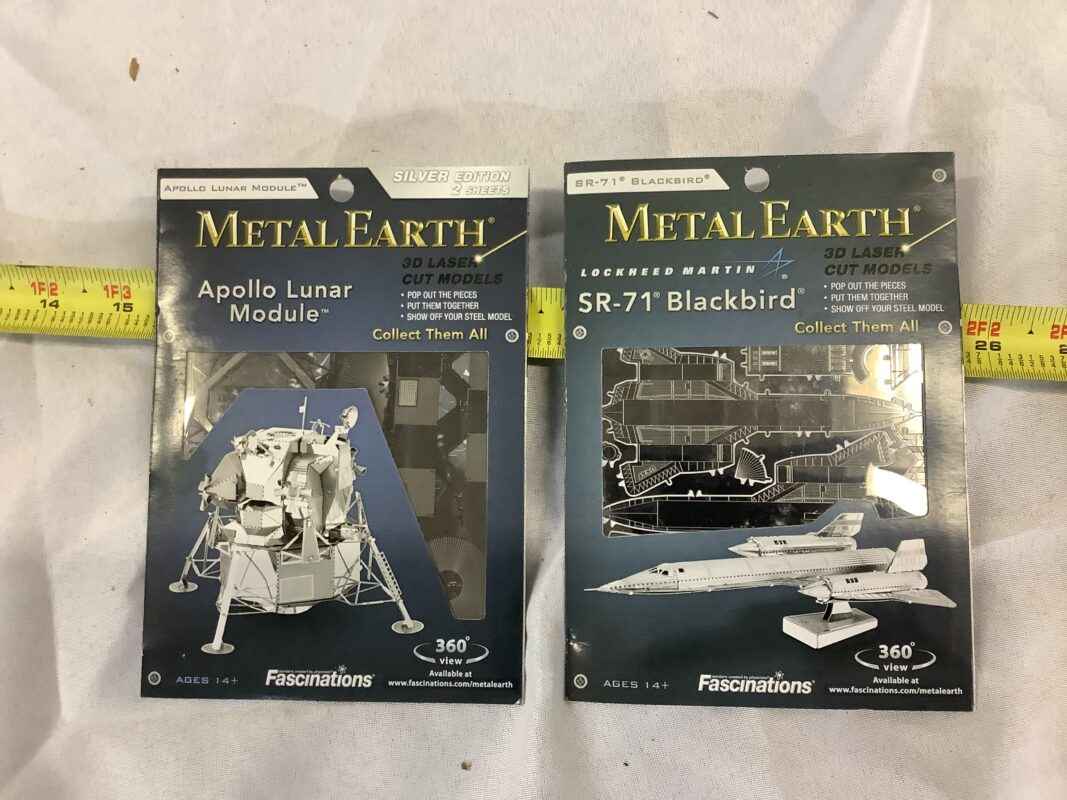 APOLLO LUNAR MODULE™
SILVER EDITION
2 SHEETS
METAL EARTH®
3D LASER
CUT MODELS
Apollo Lunar
Module™
• POP OUT THE PIECES
• PUT THEM TOGETHER
• SHOW OFF YOUR STEEL MODEL
Collect Them All
360°
view
Available at
www.fascinations.com/metalearth
AGES 14+
Fascinations®
SR-71® BLACKBIRD®
METAL EARTH®
3D LASER
CUT MODELS
LOCKHEED MARTIN ®
SR-71® Blackbird®
• POP OUT THE PIECES
• PUT THEM TOGETHER
• SHOW OFF YOUR STEEL MODEL
Collect Them All
360°
view
Available at
www.fascinations.com/metalearth
AGES 14+
Fascinations®
1F2
14
1F3
15
2F2
26